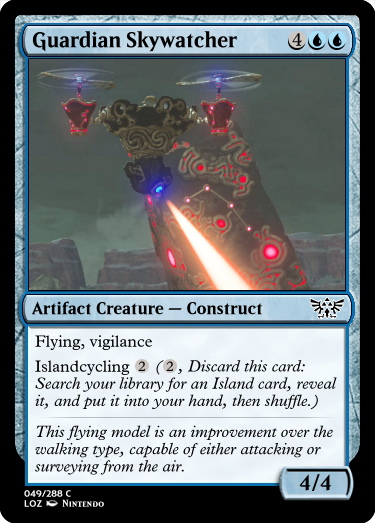 Guardian Skywatcher 4
Artifact Creature — Construct
Flying, vigilance
Islandcycling 2 (2, Discard this card:
Search your library for an Island card, reveal
it, and put it into your hand, then shuffle.)
This flying model is an improvement over the
walking type, capable of either attacking or
surveying from the air.
4/4
049/288 C
LOZ Nintendo